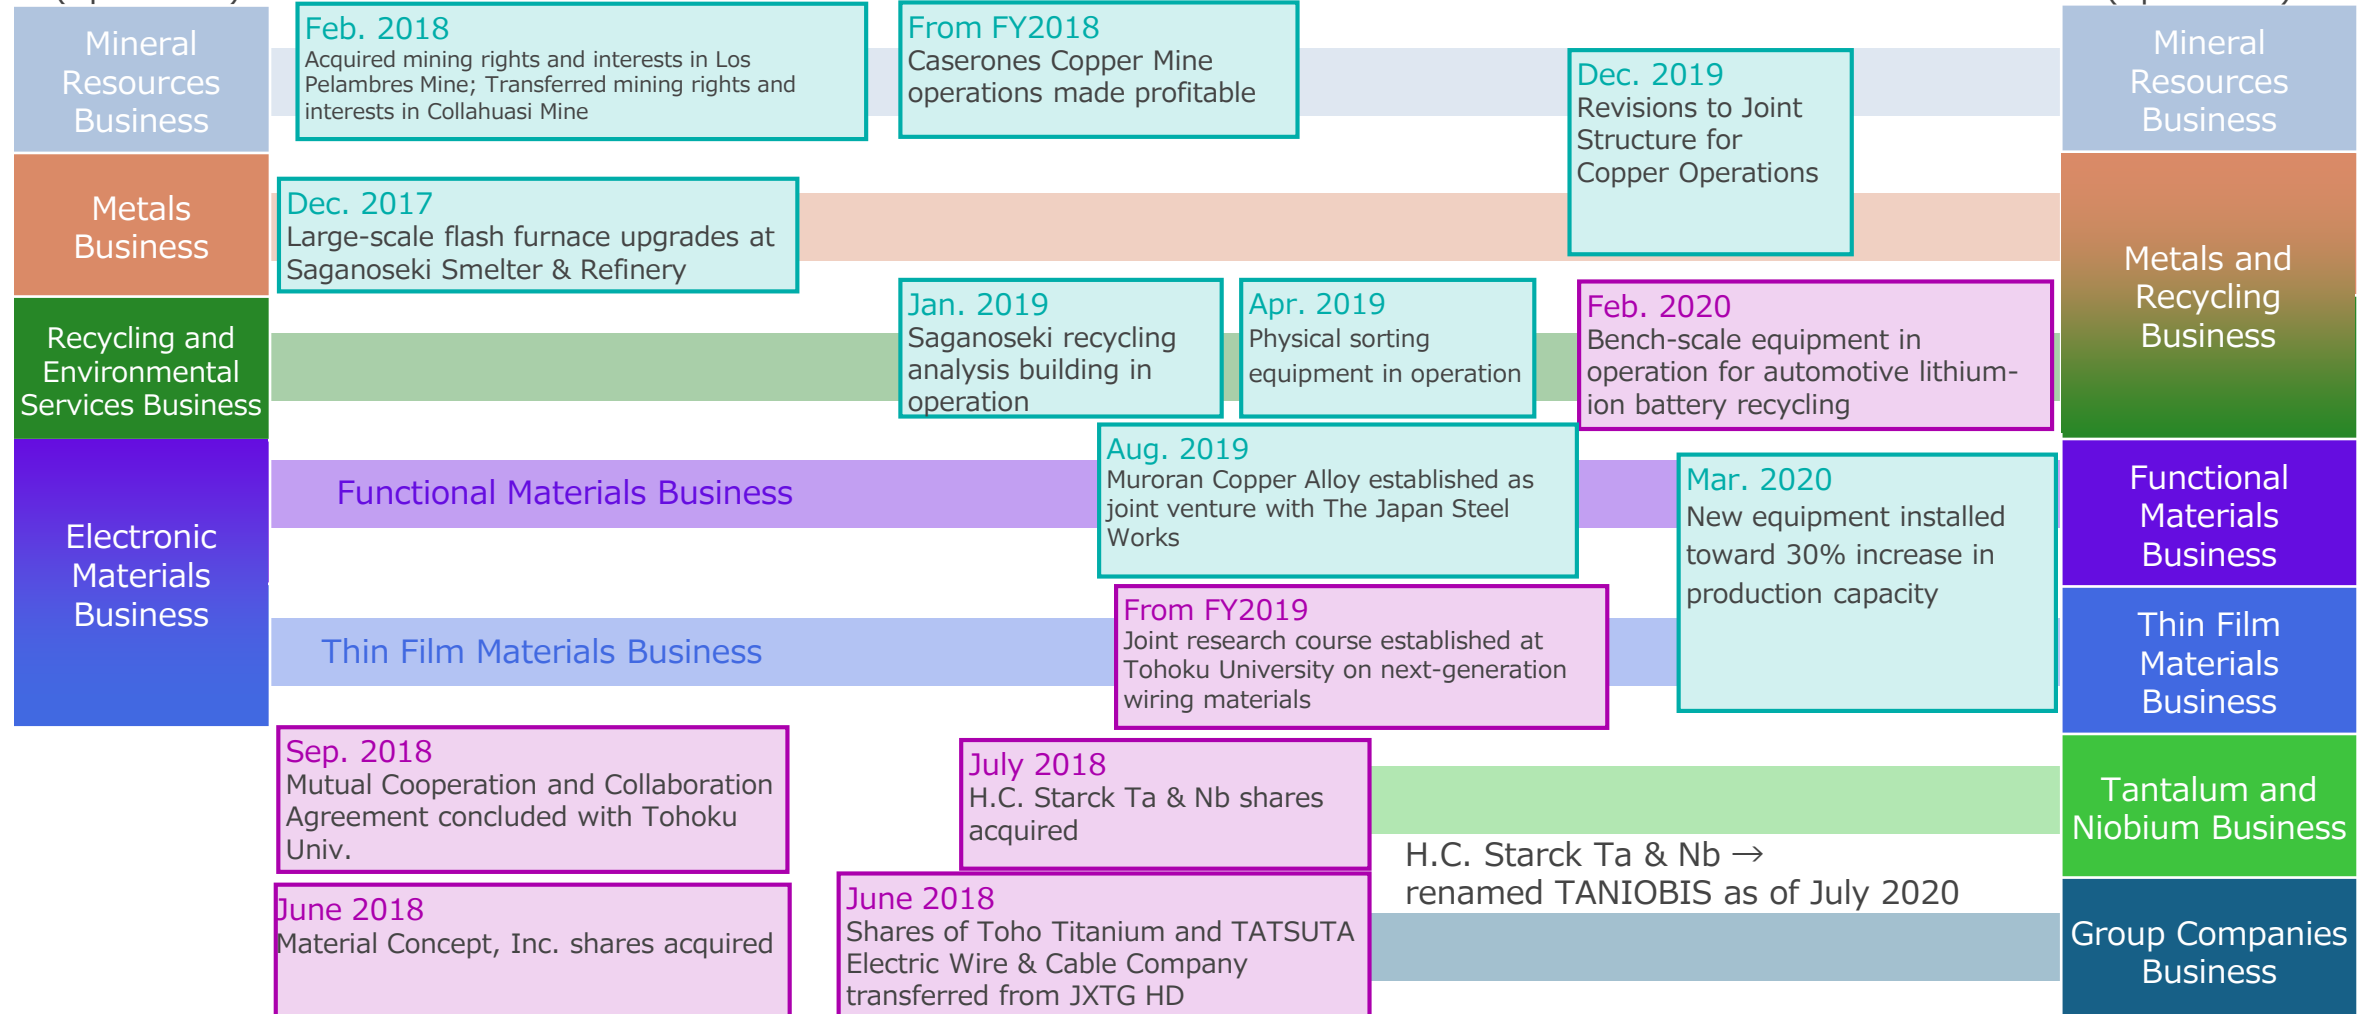 Mineral
Resources
Business
Feb. 2018
Acquired mining rights and interests in Los
Pelambres Mine; Transferred mining rights and
interests in Collahuasi Mine
From FY2018
Caserones Copper Mine
operations made profitable
Dec. 2019
Revisions to Joint
Structure for
Copper Operations
Mineral
Resources
Business
Metals
Business
Dec. 2017
Large-scale flash furnace upgrades at
Saganoseki Smelter & Refinery
Metals and
Recycling
Business
Recycling and
Environmental
Services Business
Jan. 2019
Saganoseki recycling
analysis building in
operation
Apr. 2019
Physical sorting
equipment in operation
Feb. 2020
Bench-scale equipment in
operation for automotive lithium-
ion battery recycling
Electronic
Materials
Business
Functional Materials Business
Aug. 2019
Muroran Copper Alloy established as
joint venture with The Japan Steel
Works
Mar. 2020
New equipment installed
toward 30% increase in
production capacity
Functional
Materials
Business
Thin Film Materials Business
From FY2019
Joint research course established at
Tohoku University on next-generation
wiring materials
Thin Film
Materials
Business
Sep. 2018
Mutual Cooperation and Collaboration
Agreement concluded with Tohoku
Univ.
July 2018
H.C. Starck Ta & Nb shares
acquired
Tantalum and
Niobium Business
H.C. Starck Ta & Nb →
renamed TANIOBIS as of July 2020
June 2018
Material Concept, Inc. shares acquired
June 2018
Shares of Toho Titanium and TATSUTA
Electric Wire & Cable Company
transferred from JXTG HD
Group Companies
Business